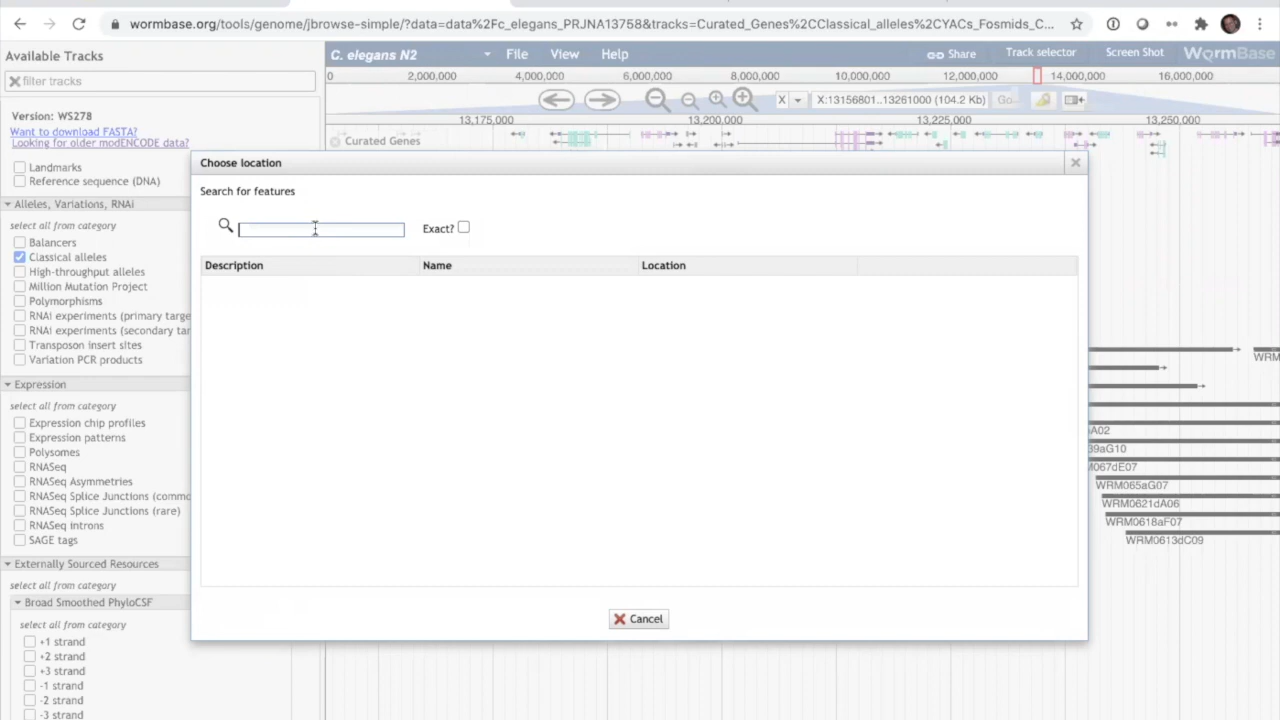 wormbase.org/tools/genome/jbrowse-simple/?data=data%2Fc_elegans_PRJNA13758&tracks=Curated_Genes%2CClassical_alleles%2CYACs_Fosmids_C...
Available Tracks
filter tracks
Version: WS278
Want to download FASTA?
Looking for older modENCODE data?
Landmarks
Reference sequence (DNA)
Alleles, Variations, RNAi
select all from category
Balancers
Classical alleles
High-throughput alleles
Million Mutation Project
Polymorphisms
RNAi experiments (primary targe
RNAi experiments (secondary tar
Transposon insert sites
Variation PCR products
Expression
select all from category
Expression chip profiles
Expression patterns
Polysomes
RNASeq
RNASeq Asymmetries
RNASeq Splice Junctions (commo
RNASeq Splice Junctions (rare)
RNASeq introns
SAGE tags
Externally Sourced Resources
select all from category
Broad Smoothed PhyloCSF
select all from category
+1 strand
+2 strand
+3 strand
-1 strand
-2 strand
-3 strand
C. elegans N2 File View Help Share Track selector Screen Shot WormBase
0 2,000,000 4,000,000 6,000,000 8,000,000 10,000,000 12,000,000 14,000,000 16,000,000
X X:13156801..13261000 (104.2 Kb) Go
13,175,000 13,200,000 13,225,000 13,250,000
Curated Genes
Choose location
Search for features
Exact?
Description Name Location
Cancel
WRM
A02
39aG10
067dE07
WRM065aG07
WRM0621dA06
WRM0618aF07
WRM0613dC09